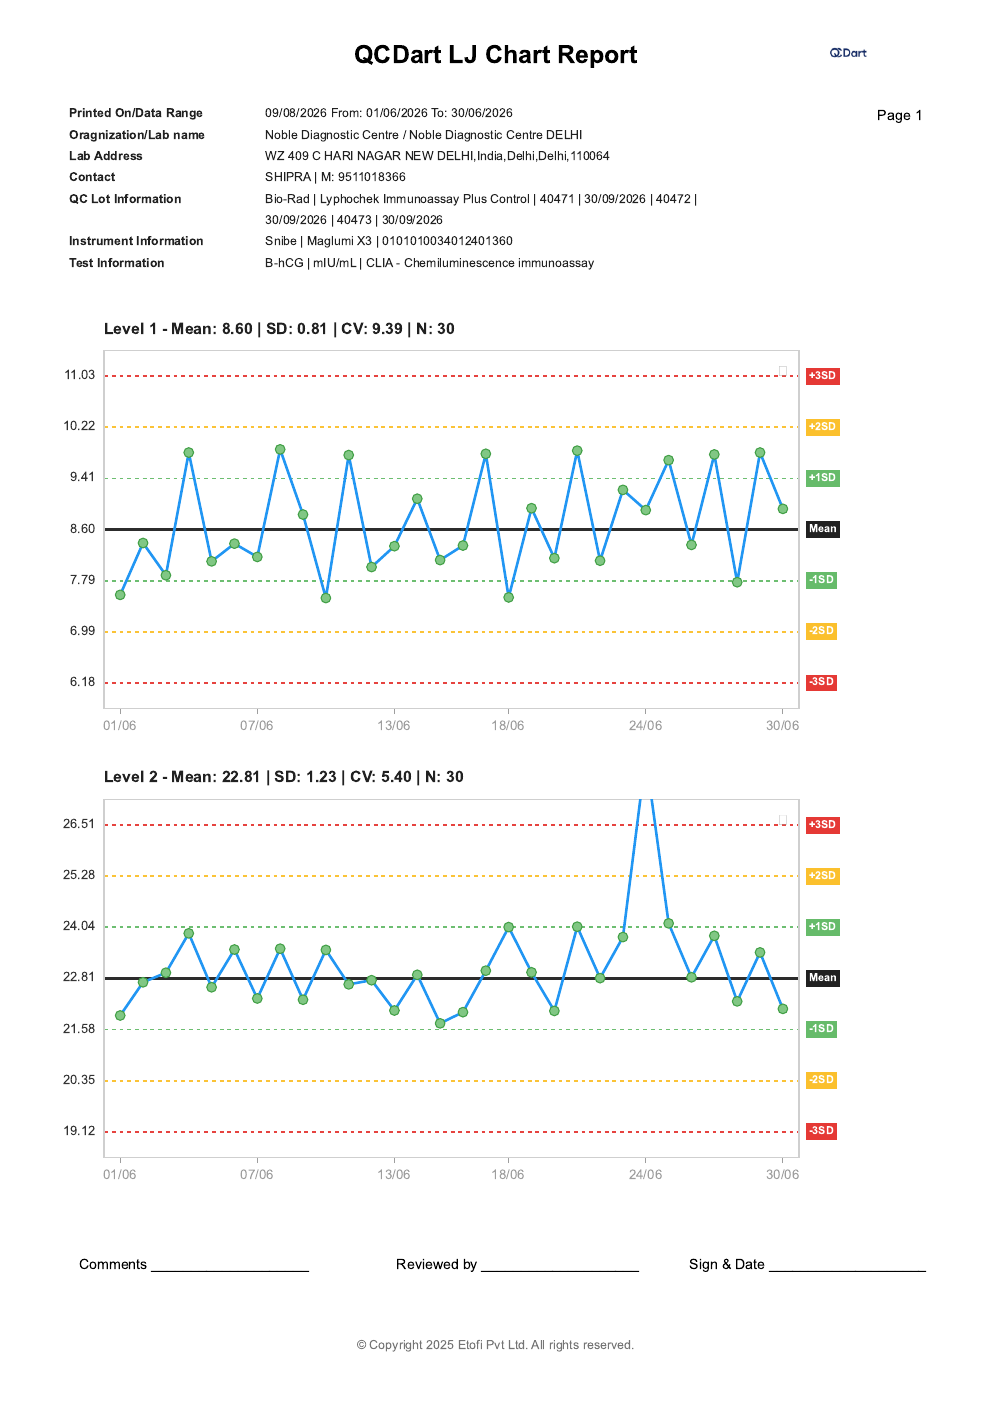 QCDart LJ Chart Report
QCDart
Printed On/Data Range 09/08/2026 From: 01/06/2026 To: 30/06/2026
Page 1
Oragnization/Lab name Noble Diagnostic Centre / Noble Diagnostic Centre DELHI
Lab Address WZ 409 C HARI NAGAR NEW DELHI,India,Delhi,Delhi,110064
Contact SHIPRA | M: 9511018366
QC Lot Information Bio-Rad | Lyphochek Immunoassay Plus Control | 40471 | 30/09/2026 | 40472 |
30/09/2026 | 40473 | 30/09/2026
Instrument Information Snibe | Maglumi X3 | 0101010034012401360
Test Information B-hCG | mIU/mL | CLIA - Chemiluminescence immunoassay
Level 1 - Mean: 8.60 | SD: 0.81 | CV: 9.39 | N: 30
11.03 +3SD
10.22 +2SD
9.41 +1SD
8.60 Mean
7.79 -1SD
6.99 -2SD
6.18 -3SD
01/06 07/06 13/06 18/06 24/06 30/06
Level 2 - Mean: 22.81 | SD: 1.23 | CV: 5.40 | N: 30
26.51 +3SD
25.28 +2SD
24.04 +1SD
22.81 Mean
21.58 -1SD
20.35 -2SD
19.12 -3SD
01/06 07/06 13/06 18/06 24/06 30/06
Comments ____________________ Reviewed by ____________________ Sign & Date ____________________
© Copyright 2025 Etofi Pvt Ltd. All rights reserved.